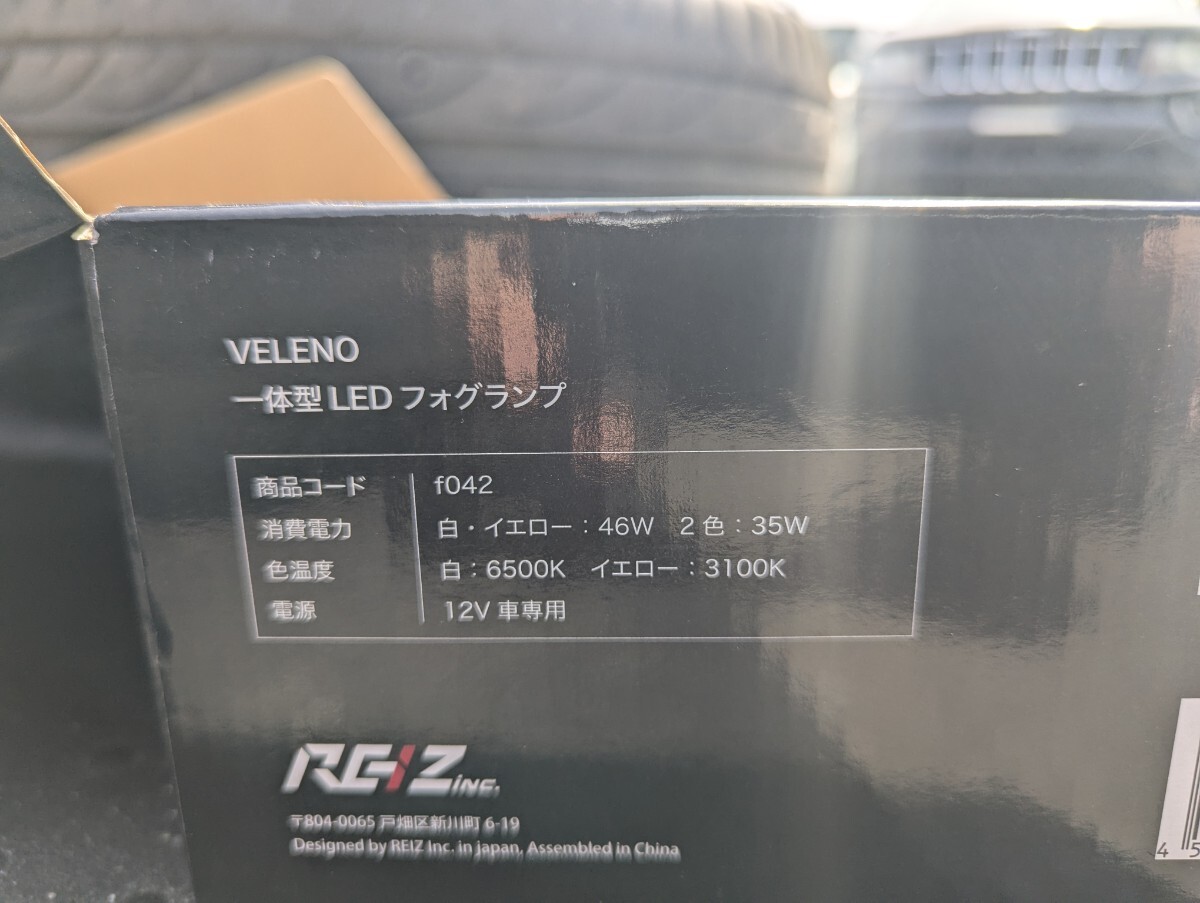 VELENO
一体型 LED フォグランプ
商品コード f042
消費電力 白・イエロー:46W 2色:35W
色温度 白:6500K イエロー:3100K
電源 12V 車専用
REIZ INC.
〒804-0065 戸畑区新川町 6-19
Designed by REIZ Inc. in japan, Assembled in China
4 5